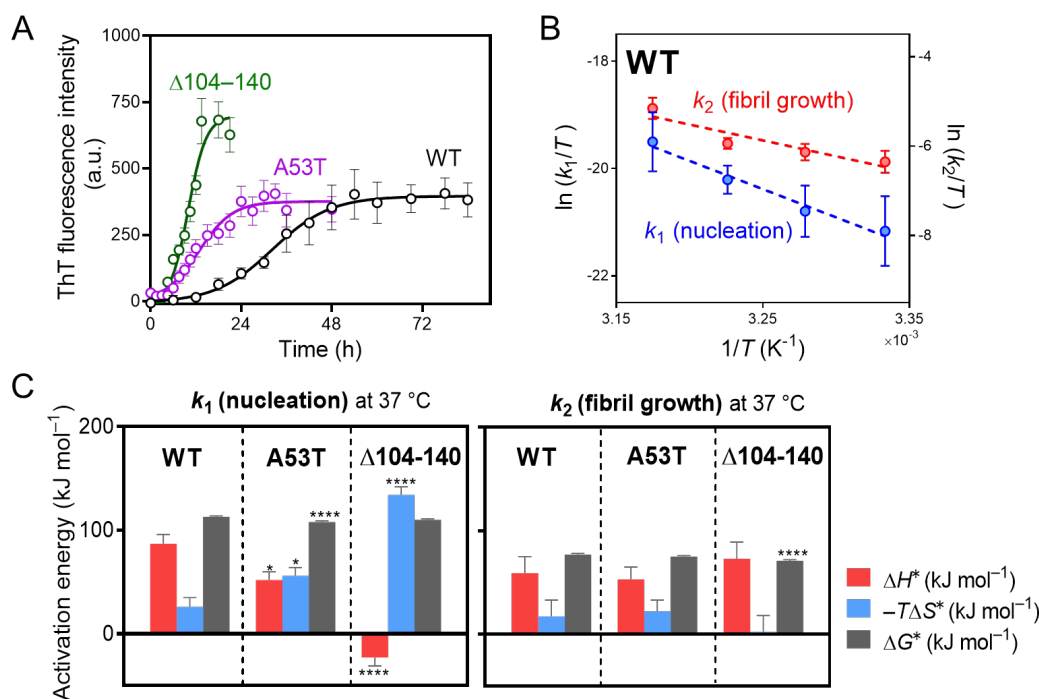 A
1000
750
500
250
0
ThT fluorescence intensity
(a.u.)
Δ104–140
A53T
WT
0
24
48
72
Time (h)
B
WT
-18
-20
-22
ln (k₁/T)
k₂ (fibril growth)
k₁ (nucleation)
-4
-6
-8
ln (k₂/T)
3.15
3.25
3.35
×10⁻³
1/T (K⁻¹)
C
k₁ (nucleation) at 37 °C
k₂ (fibril growth) at 37 °C
Activation energy (kJ mol⁻¹)
200
100
0
WT
A53T
Δ104-140
*
*
****
****
****
WT
A53T
Δ104-140
****
ΔH* (kJ mol⁻¹)
–TΔS* (kJ mol⁻¹)
ΔG* (kJ mol⁻¹)